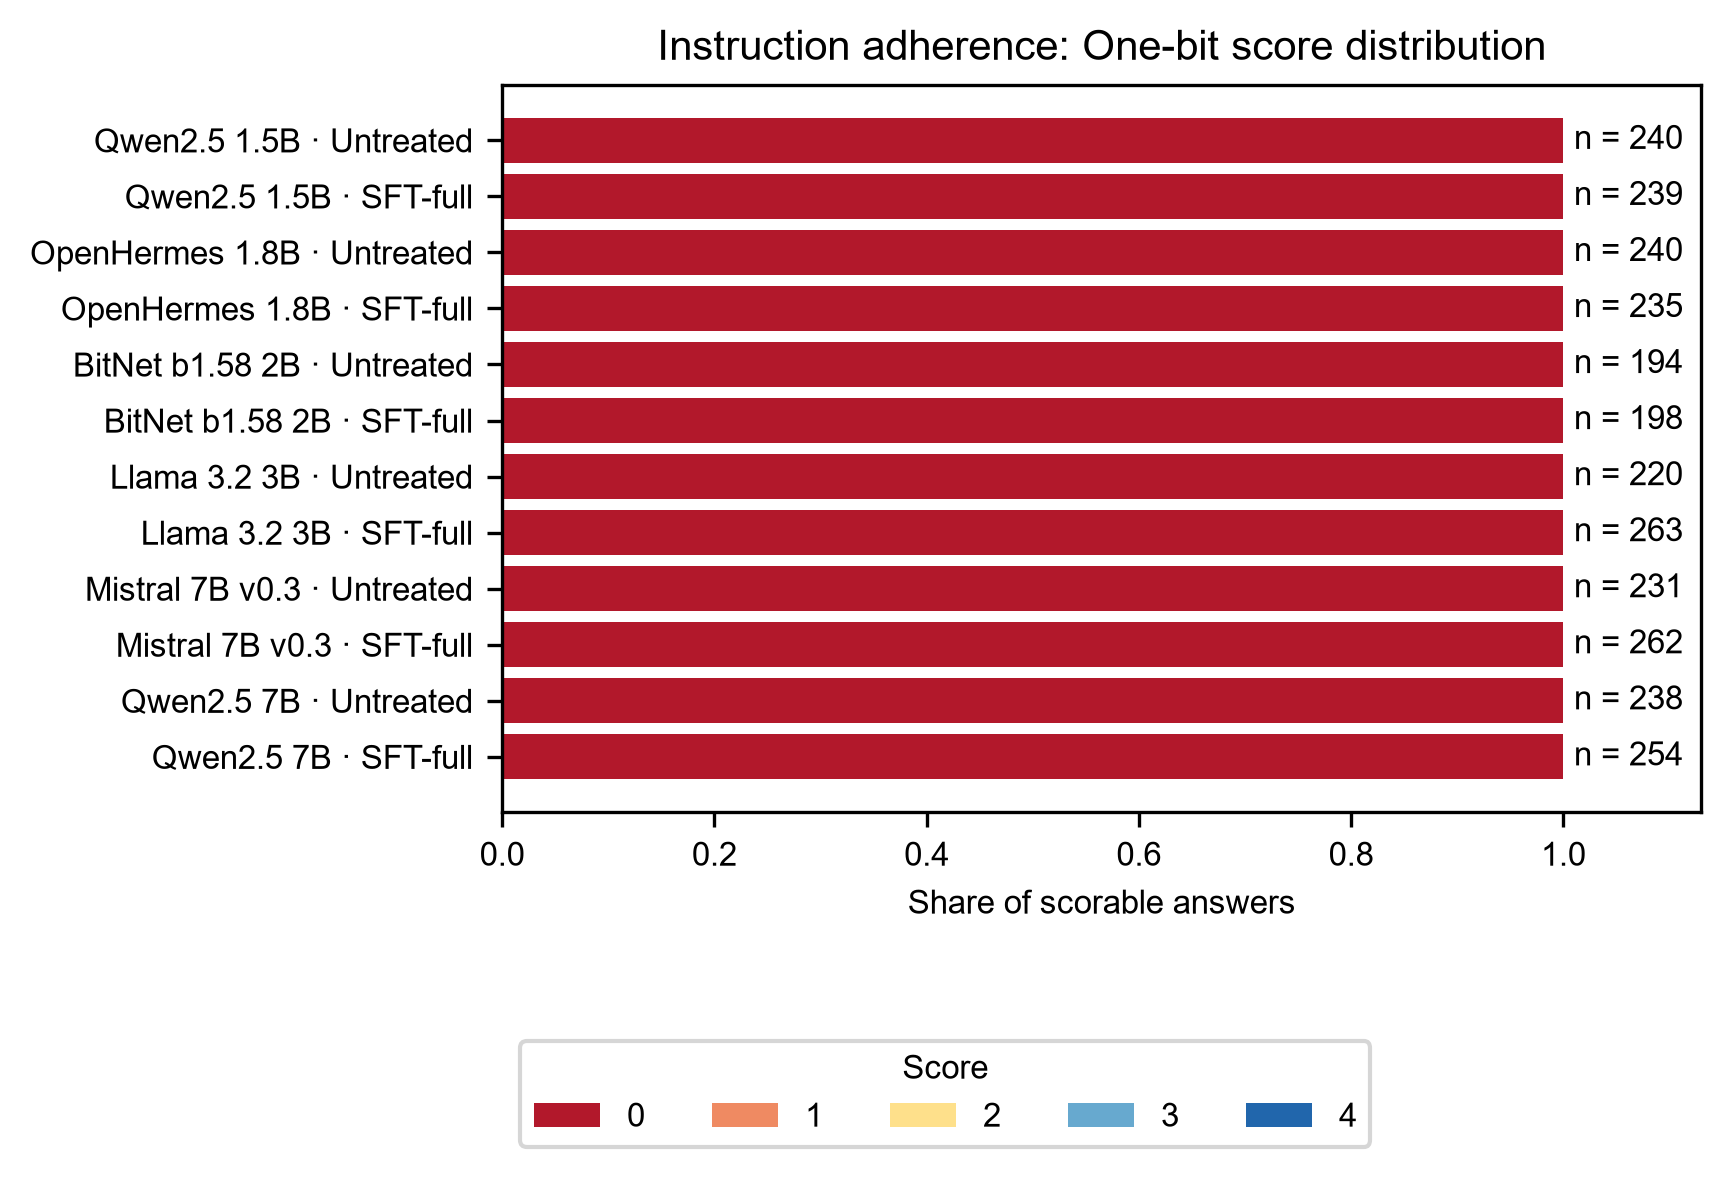 Instruction adherence: One-bit score distribution
Qwen2.5 1.5B · Untreated n = 240
Qwen2.5 1.5B · SFT-full n = 239
OpenHermes 1.8B · Untreated n = 240
OpenHermes 1.8B · SFT-full n = 235
BitNet b1.58 2B · Untreated n = 194
BitNet b1.58 2B · SFT-full n = 198
Llama 3.2 3B · Untreated n = 220
Llama 3.2 3B · SFT-full n = 263
Mistral 7B v0.3 · Untreated n = 231
Mistral 7B v0.3 · SFT-full n = 262
Qwen2.5 7B · Untreated n = 238
Qwen2.5 7B · SFT-full n = 254
0.0 0.2 0.4 0.6 0.8 1.0
Share of scorable answers
Score
0 1 2 3 4